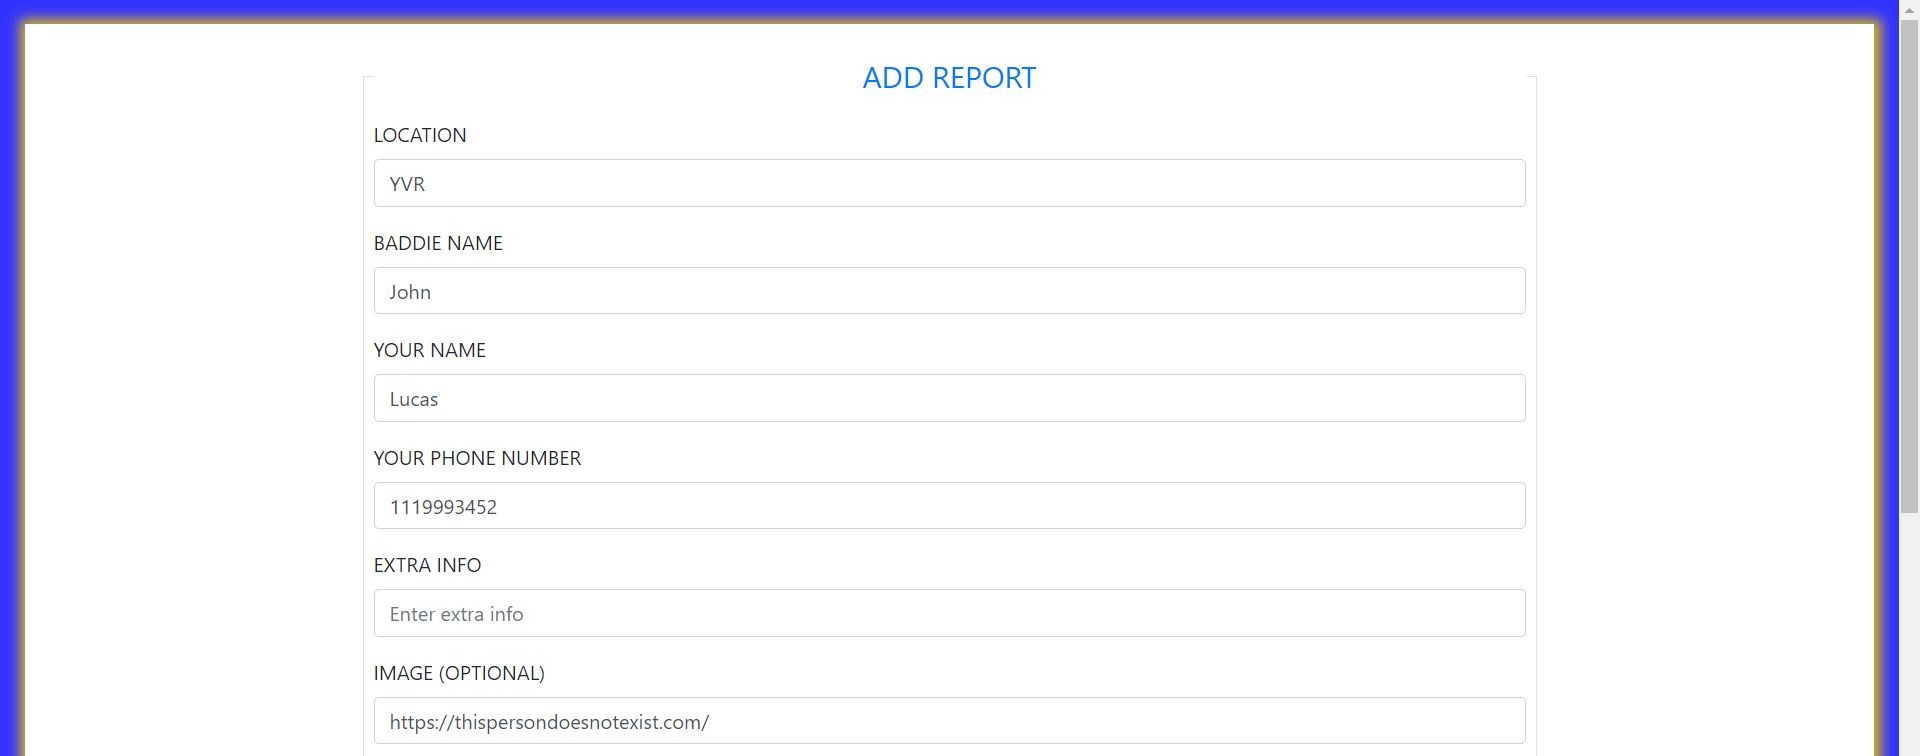 ADD REPORT
LOCATION
YVR
BADDIE NAME
John
YOUR NAME
Lucas
YOUR PHONE NUMBER
1119993452
EXTRA INFO
Enter extra info
IMAGE (OPTIONAL)
https://thispersondoesnotexist.com/